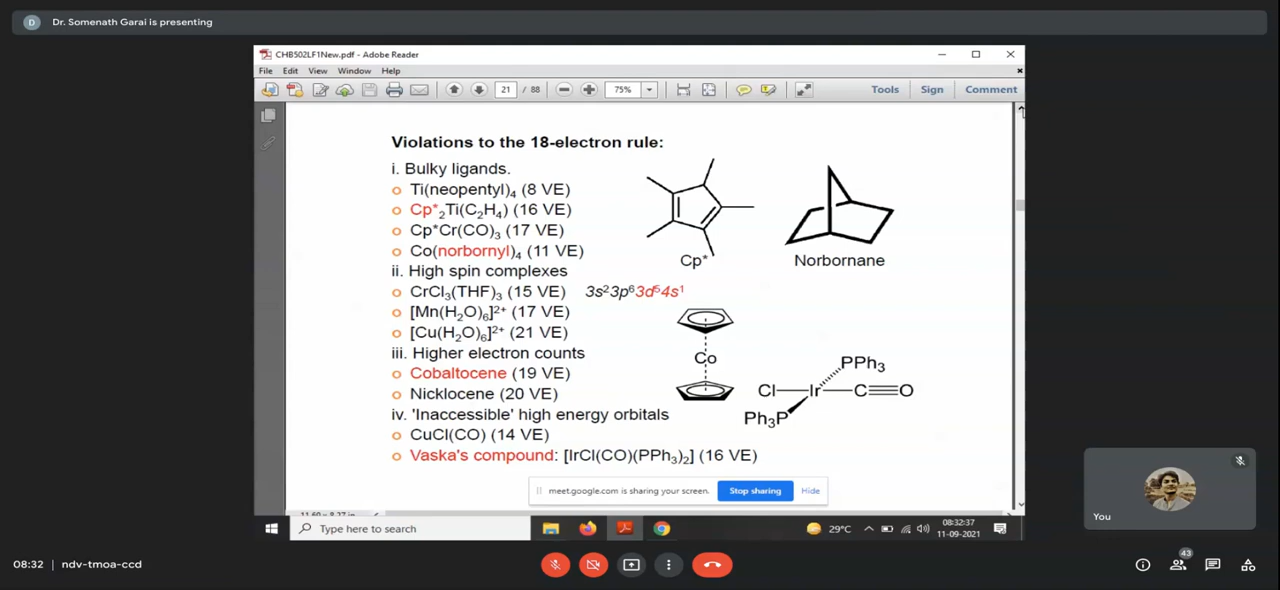 D Dr. Somenath Garai is presenting
CHB502LF1New.pdf - Adobe Reader
File Edit View Window Help
21 / 88 75% Tools Sign Comment
Violations to the 18-electron rule:
i. Bulky ligands.
Ti(neopentyl)₄ (8 VE)
Cp*₂Ti(C₂H₄) (16 VE)
Cp*Cr(CO)₃ (17 VE)
Co(norbornyl)₄ (11 VE)
Cp*
Norbornane
ii. High spin complexes
CrCl₃(THF)₃ (15 VE) 3s²3p⁶3d⁵4s¹
[Mn(H₂O)₆]²⁺ (17 VE)
[Cu(H₂O)₆]²⁺ (21 VE)
iii. Higher electron counts
Cobaltocene (19 VE)
Nicklocene (20 VE)
Co
PPh₃
Cl Ir C O
Ph₃P
iv. 'Inaccessible' high energy orbitals
CuCl(CO) (14 VE)
Vaska's compound: [IrCl(CO)(PPh₃)₂] (16 VE)
meet.google.com is sharing your screen. Stop sharing Hide
11.69 x 8.27 in
Type here to search
29°C
08:32:37
11-09-2021
You
08:32 | ndv-tmoa-ccd
43